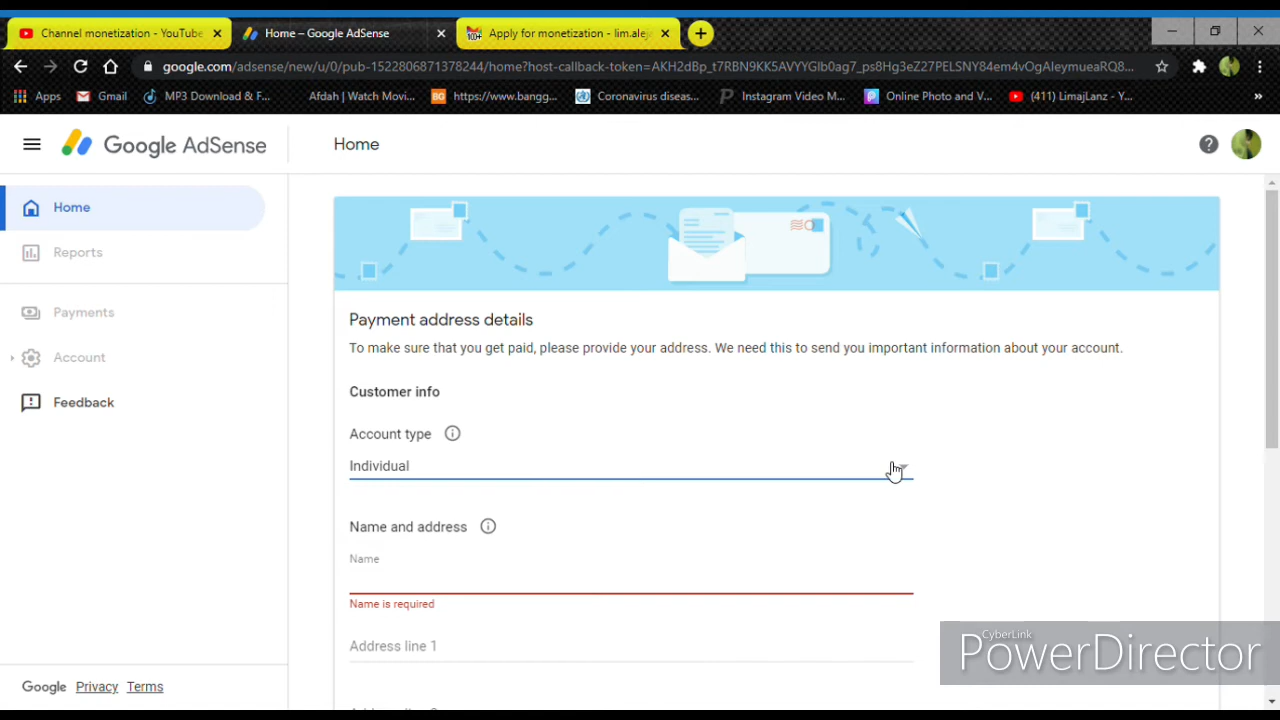 Channel monetization - YouTube
Home – Google AdSense
Apply for monetization - lim.aleja
google.com/adsense/new/u/0/pub-1522806871378244/home?host-callback-token=
Apps
Gmail
MP3 Download & F...
Afdah | Watch Movi...
BG
https://www.bangg...
Coronavirus diseas...
Instagram Video M...
Online Photo and V...
(411) LimajLanz - Y...
Google AdSense
Home
Home
Reports
Payments
Account
Feedback
Payment address details
To make sure that you get paid, please provide your address. We need this to send you important information about your account.
Customer info
Account type
Individual
Name and address
Name
Name is required
Address line 1
CyberLink
PowerDirector
Google Privacy Terms